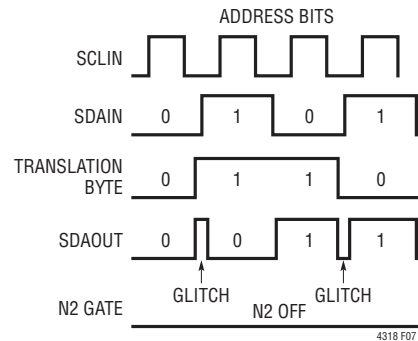 ADDRESS BITS
SCLIN
SDAIN 0 1 0 1
TRANSLATION
BYTE 0 1 1 0
SDAOUT 0 0 1 1
GLITCH GLITCH
N2 GATE N2 OFF
4318 F07